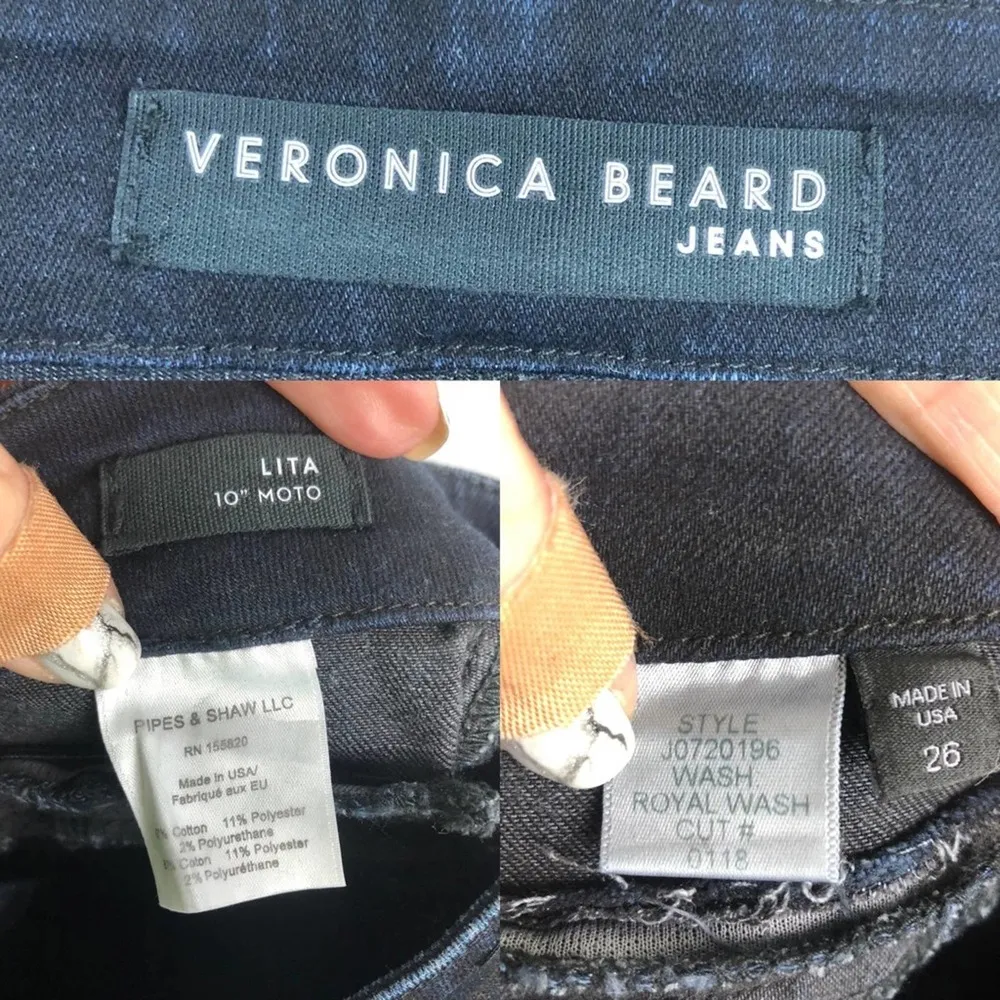 VERONICA BEARD
JEANS
LITA
10" MOTO
PIPES & SHAW LLC
RN 155820
Made in USA/
Fabriqué aux EU
Cotton 11% Polyester
2% Polyurethane
Coton 11% Polyester
2% Polyuréthane
STYLE
J0720196
WASH
ROYAL WASH
CUT #
0118
MADE IN
USA
26